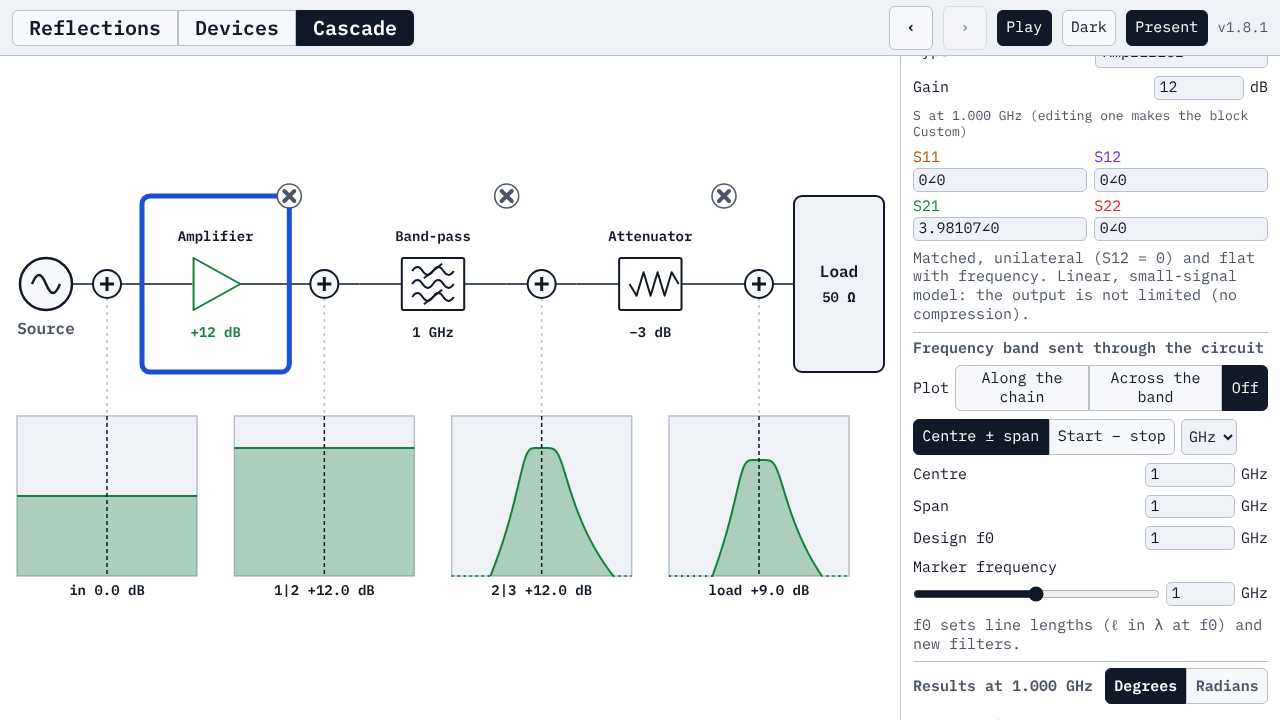 Reflections Devices Cascade ‹ › Play Dark Present v1.8.1
Gain 12 dB
S at 1.000 GHz (editing one makes the block
Custom)
S11 S12
0∠0 0∠0
S21 S22
3.98107∠0 0∠0
Matched, unilateral (S12 = 0) and flat
with frequency. Linear, small-signal
model: the output is not limited (no
compression).
Frequency band sent through the circuit
Plot Along the chain Across the band Off
Centre ± span Start – stop GHz
Centre 1 GHz
Span 1 GHz
Design f0 1 GHz
Marker frequency
1 GHz
f0 sets line lengths (ℓ in λ at f0) and
new filters.
Results at 1.000 GHz Degrees Radians
Amplifier Band-pass Attenuator
Load
50 Ω
Source
+12 dB 1 GHz −3 dB
in 0.0 dB 1|2 +12.0 dB 2|3 +12.0 dB load +9.0 dB